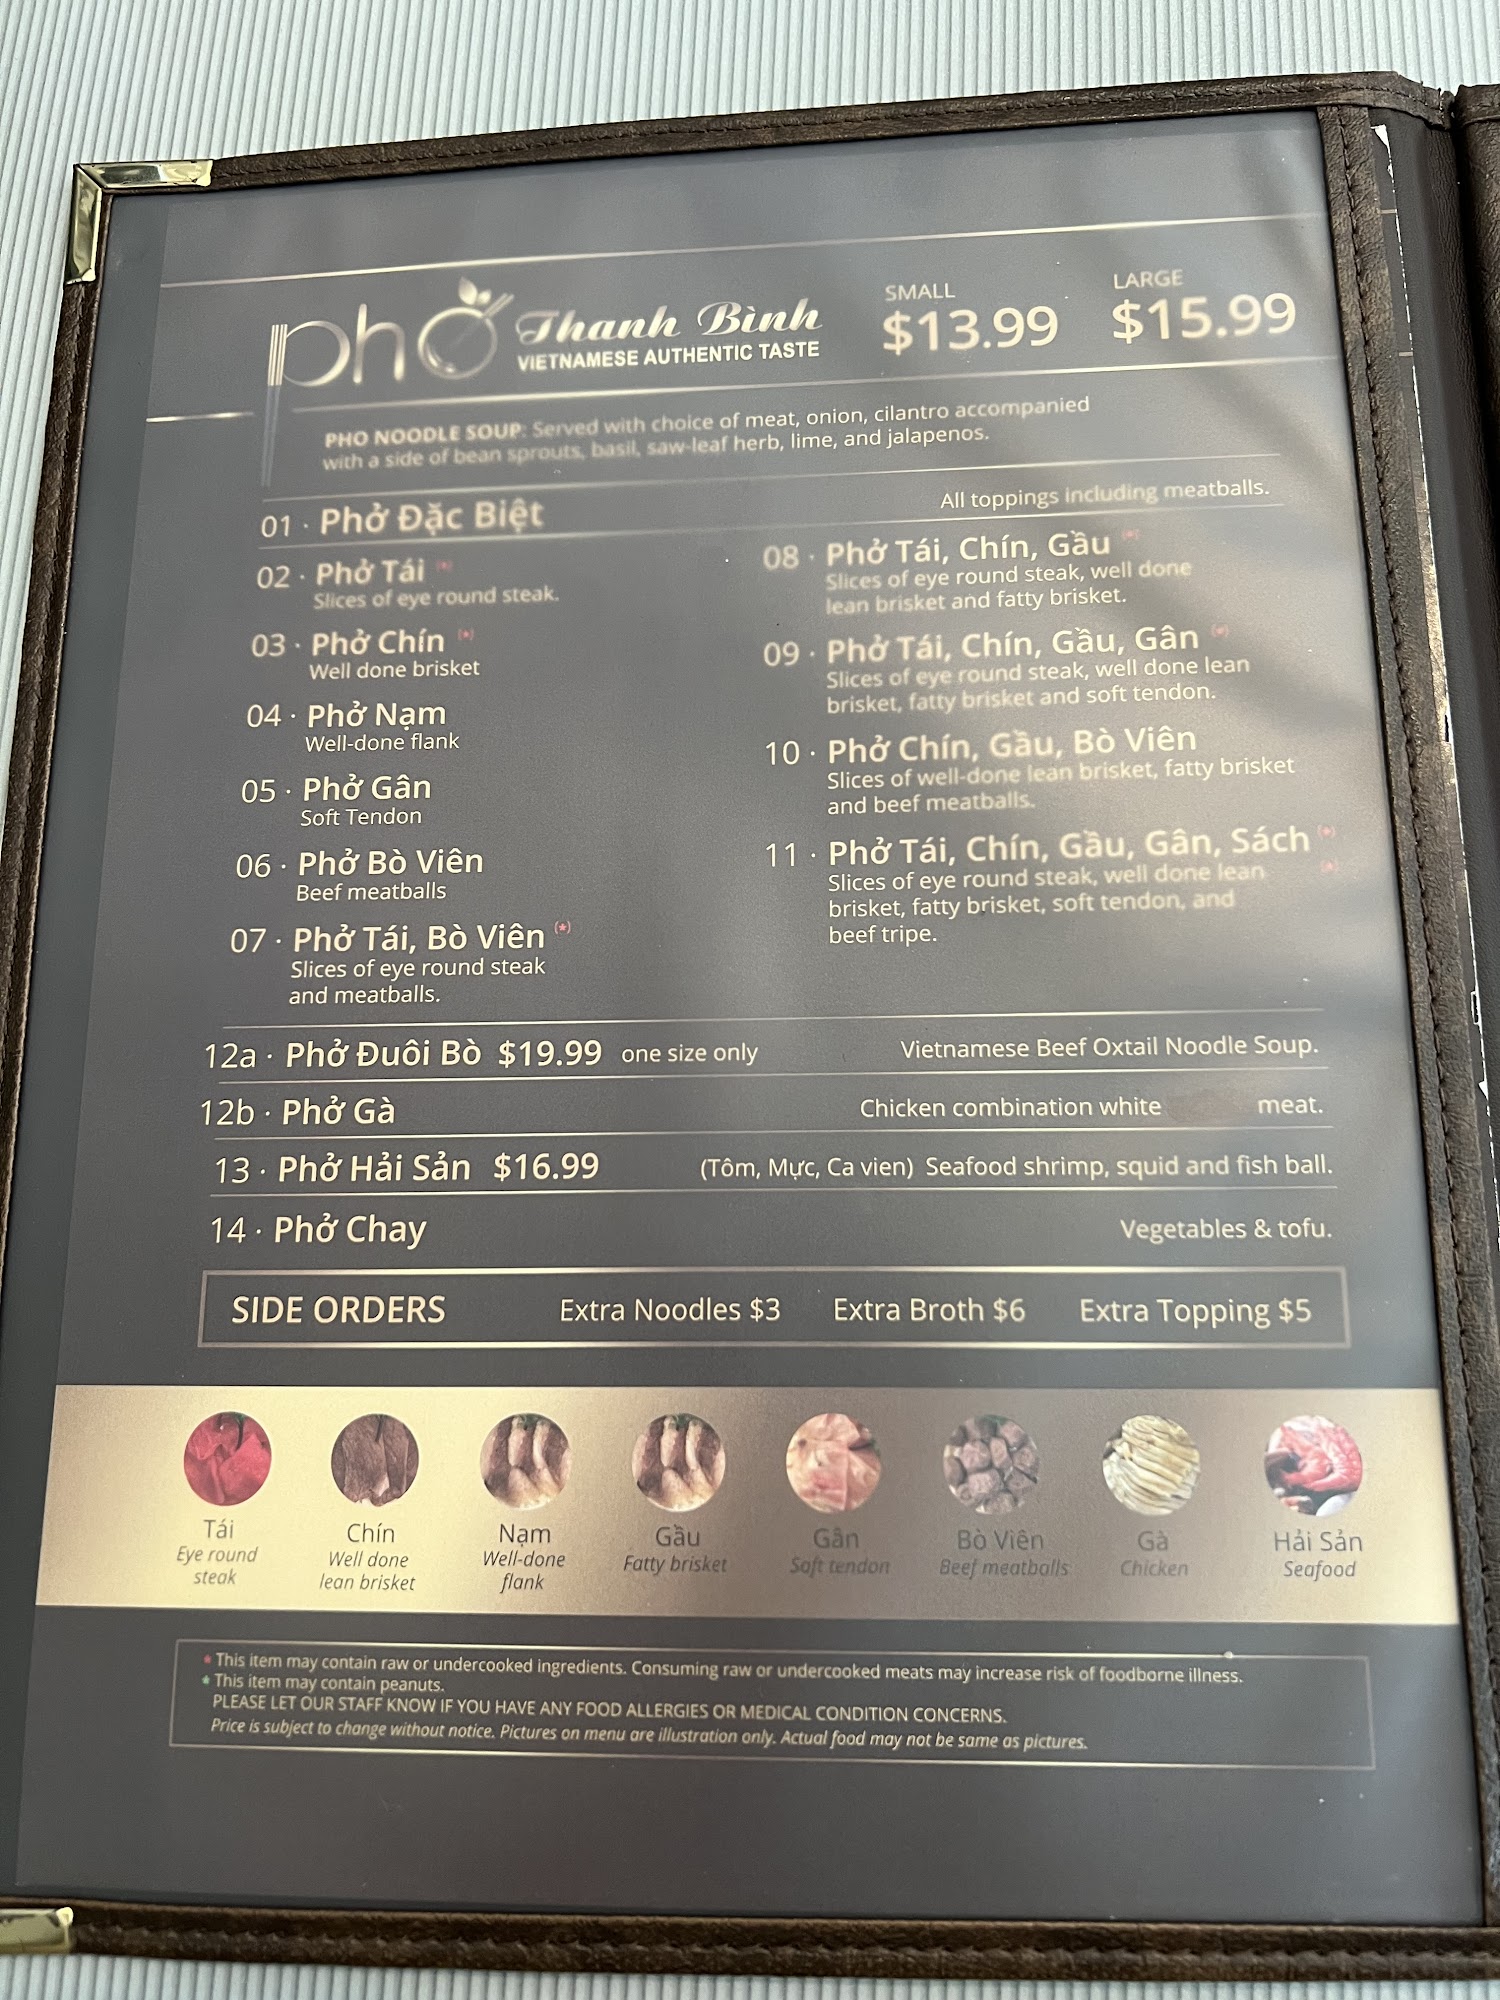 phở Thanh Bình
VIETNAMESE AUTHENTIC TASTE
SMALL
$13.99
LARGE
$15.99
PHO NOODLE SOUP: Served with choice of meat, onion, cilantro accompanied
with a side of bean sprouts, basil, saw-leaf herb, lime, and jalapenos.
01 · Phở Đặc Biệt All toppings including meatballs.
02 · Phở Tái (*)
Slices of eye round steak.
03 · Phở Chín (*)
Well done brisket
04 · Phở Nạm
Well-done flank
05 · Phở Gân
Soft Tendon
06 · Phở Bò Viên
Beef meatballs
07 · Phở Tái, Bò Viên (*)
Slices of eye round steak
and meatballs.
08 · Phở Tái, Chín, Gầu (*)
Slices of eye round steak, well done
lean brisket and fatty brisket.
09 · Phở Tái, Chín, Gầu, Gân (*)
Slices of eye round steak, well done lean
brisket, fatty brisket and soft tendon.
10 · Phở Chín, Gầu, Bò Viên
Slices of well-done lean brisket, fatty brisket
and beef meatballs.
11 · Phở Tái, Chín, Gầu, Gân, Sách (*)
Slices of eye round steak, well done lean (*)
brisket, fatty brisket, soft tendon, and
beef tripe.
12a · Phở Đuôi Bò $19.99 one size only Vietnamese Beef Oxtail Noodle Soup.
12b · Phở Gà Chicken combination white meat.
13 · Phở Hải Sản $16.99 (Tôm, Mực, Ca vien) Seafood shrimp, squid and fish ball.
14 · Phở Chay Vegetables & tofu.
SIDE ORDERS Extra Noodles $3 Extra Broth $6 Extra Topping $5
Tái
Eye round
steak
Chín
Well done
lean brisket
Nạm
Well-done
flank
Gầu
Fatty brisket
Gân
Soft tendon
Bò Viên
Beef meatballs
Gà
Chicken
Hải Sản
Seafood
* This item may contain raw or undercooked ingredients. Consuming raw or undercooked meats may increase risk of foodborne illness.
* This item may contain peanuts.
PLEASE LET OUR STAFF KNOW IF YOU HAVE ANY FOOD ALLERGIES OR MEDICAL CONDITION CONCERNS.
Price is subject to change without notice. Pictures on menu are illustration only. Actual food may not be same as pictures.